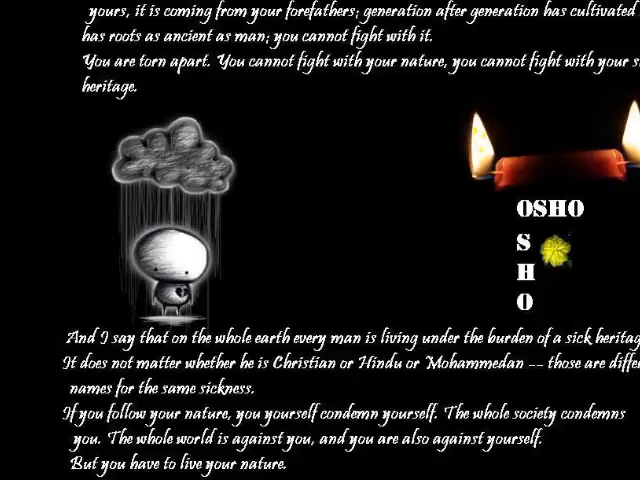 yours, it is coming from your forefathers; generation after generation has cultivated
has roots as ancient as man; you cannot fight with it.
You are torn apart. You cannot fight with your nature, you cannot fight with your
heritage.
OSHO
S
H
O
And I say that on the whole earth every man is living under the burden of a sick
It does not matter whether he is Christian or Hindu or Mohammedan -- those are
names for the same sickness.
If you follow your nature, you yourself condemn yourself. The whole society condemns
you. The whole world is against you, and you are also against yourself.
But you have to live your nature.